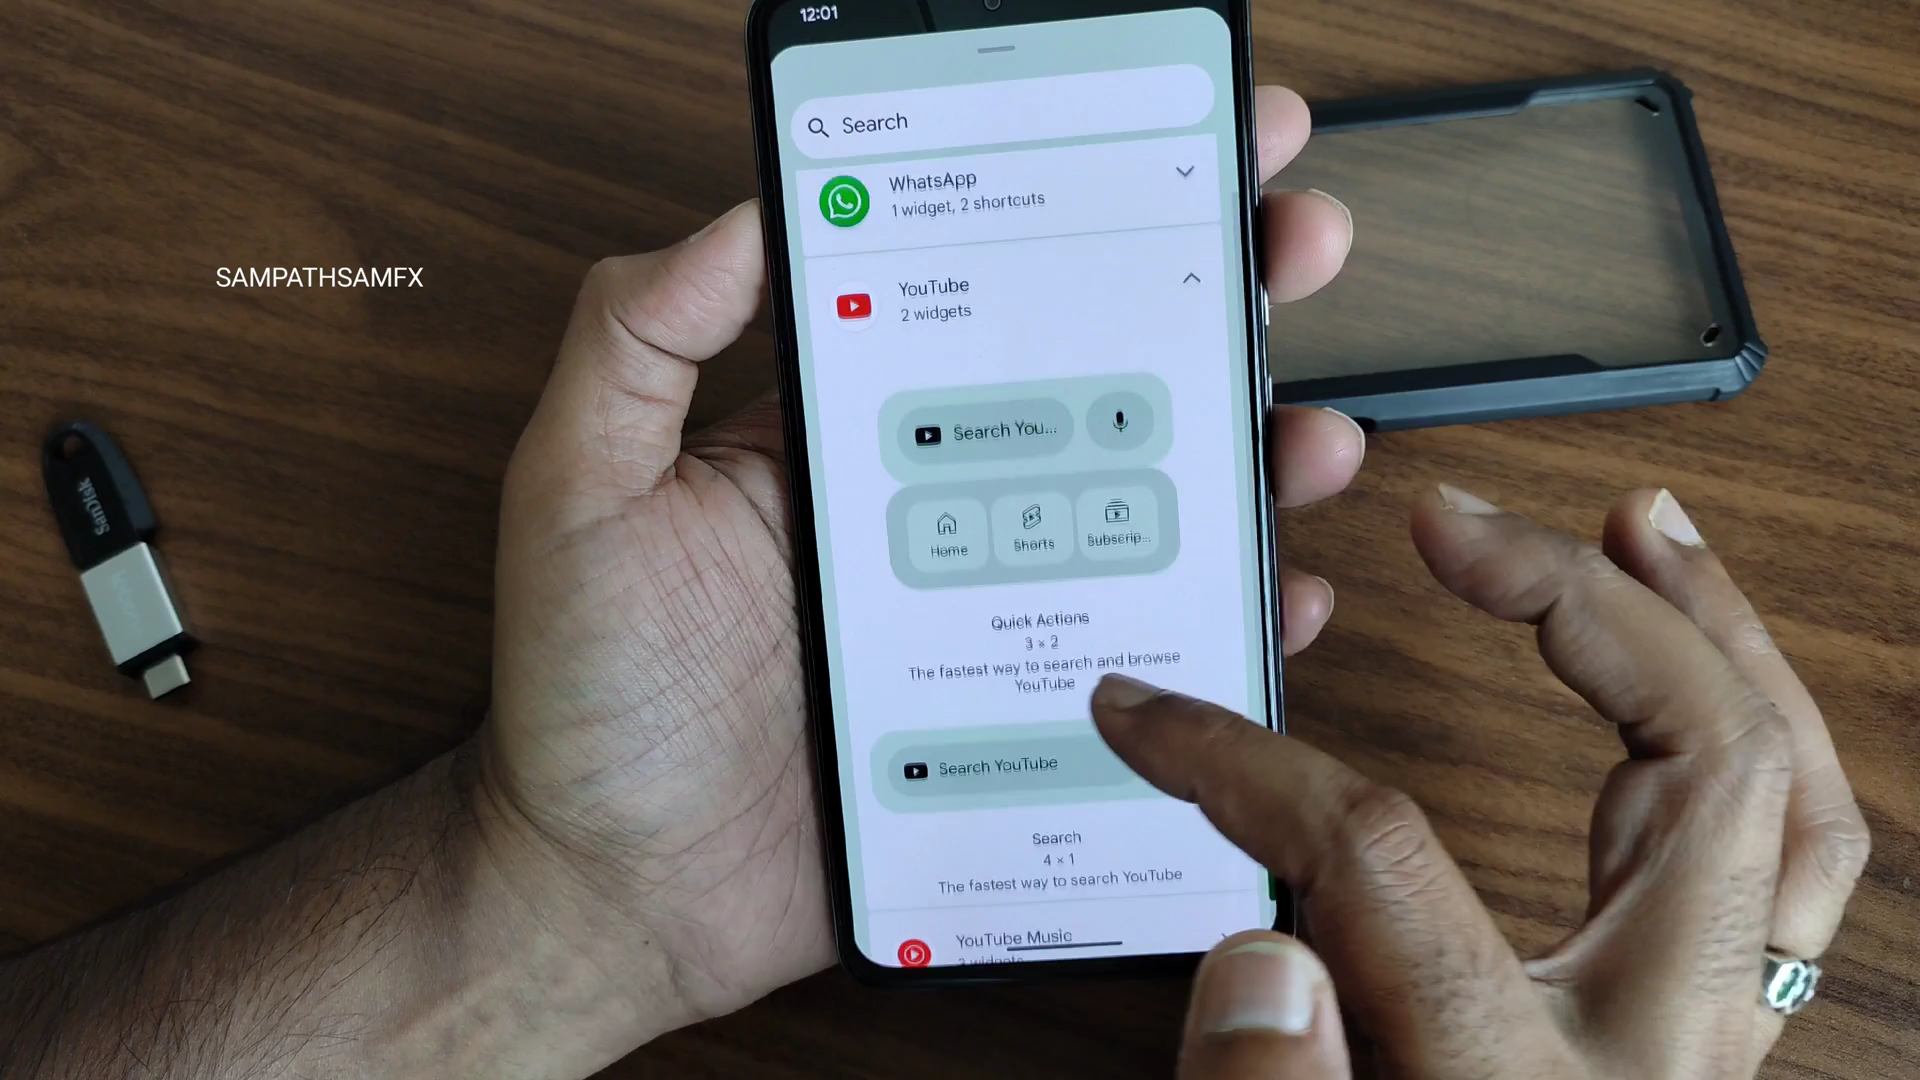 12:01
Search
WhatsApp
1 widget, 2 shortcuts
SAMPATHSAMFX
YouTube
2 widgets
Search You...
Home
Shorts
Subscrip...
SanDisk
Quick Actions
3 × 2
The fastest way to search and browse
YouTube
Search YouTube
Search
4 × 1
The fastest way to search YouTube
YouTube Music
widgets